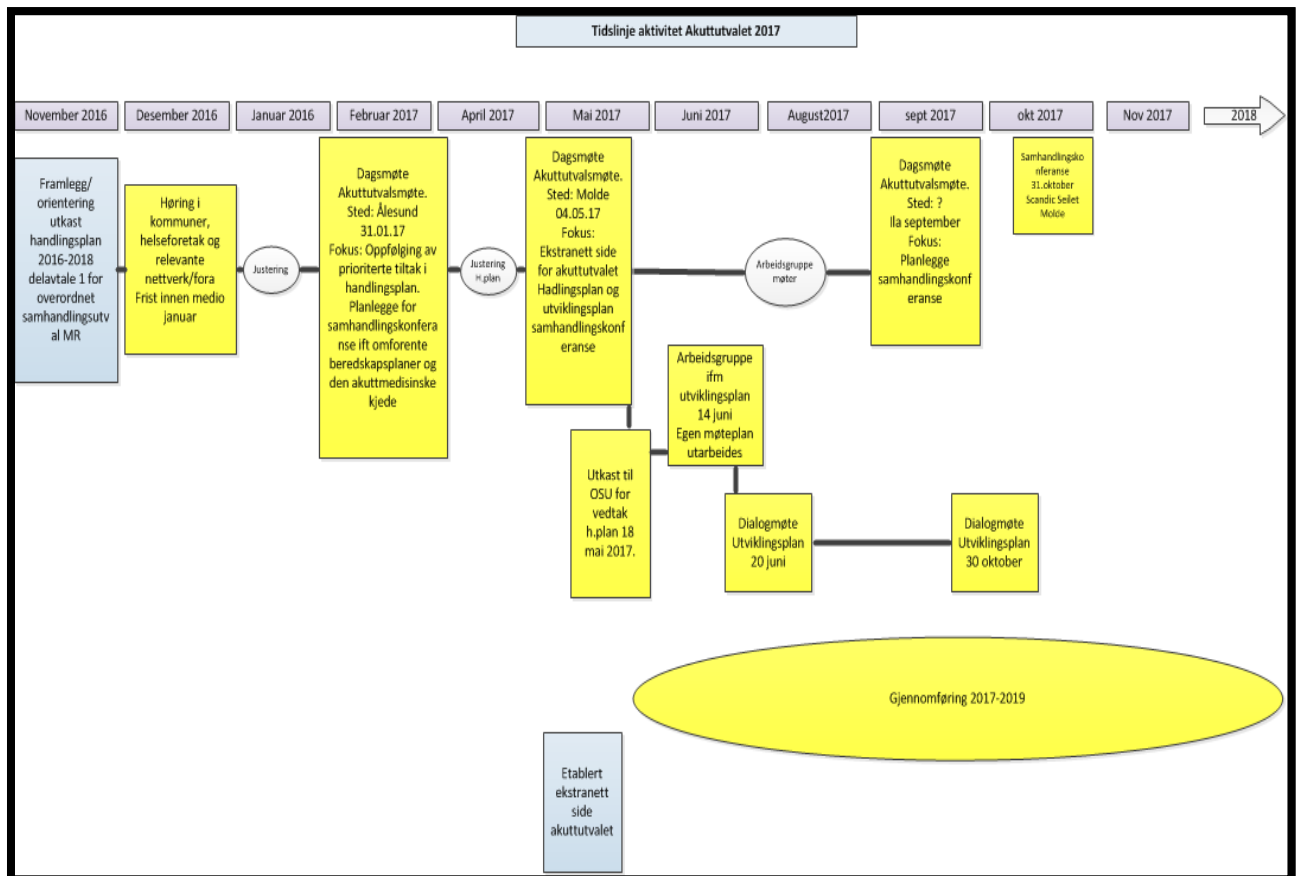 Tidslinje aktivitet Akuttutvalet 2017
November 2016
Desember 2016
Januar 2016
Februar 2017
April 2017
Mai 2017
Juni 2017
August2017
sept 2017
okt 2017
Nov 2017
2018
Framlegg/
orientering
utkast
handlingsplan
2016-2018
delavtale 1 for
overordnet
samhandlingsutv
al MR
Høring i
kommuner,
helseforetak og
relevante
nettverk/fora
Frist innen medio
januar
Justering
Dagsmøte
Akuttutvalsmøte.
Sted: Ålesund
31.01.17
Fokus: Oppfølging av
prioriterte tiltak i
handlingsplan.
Planlegge for
samhandlingskonfera
nse ift omforente
beredskapsplaner og
den akuttmedisinske
kjede
Justering
H.plan
Dagsmøte
Akuttutvalsmøte.
Sted: Molde
04.05.17
Fokus:
Ekstranett side
for akuttutvalet
Hadlingsplan og
utviklingsplan
samhandlingskonf
eranse
Arbeidsgruppe
møter
Dagsmøte
Akuttutvalsmøte.
Sted: ?
Ila september
Fokus:
Planlegge
samhandlingskonf
eranse
Samhandlingsko
nferanse
31.oktober
Scandic Seilet
Molde
Arbeidsgruppe
ifm
utviklingsplan
14 juni
Egen møteplan
utarbeides
Utkast til
OSU for
vedtak
h.plan 18
mai 2017.
Dialogmøte
Utviklingsplan
20 juni
Dialogmøte
Utviklingsplan
30 oktober
Gjennomføring 2017-2019
Etablert
ekstranett
side
akuttutvalet